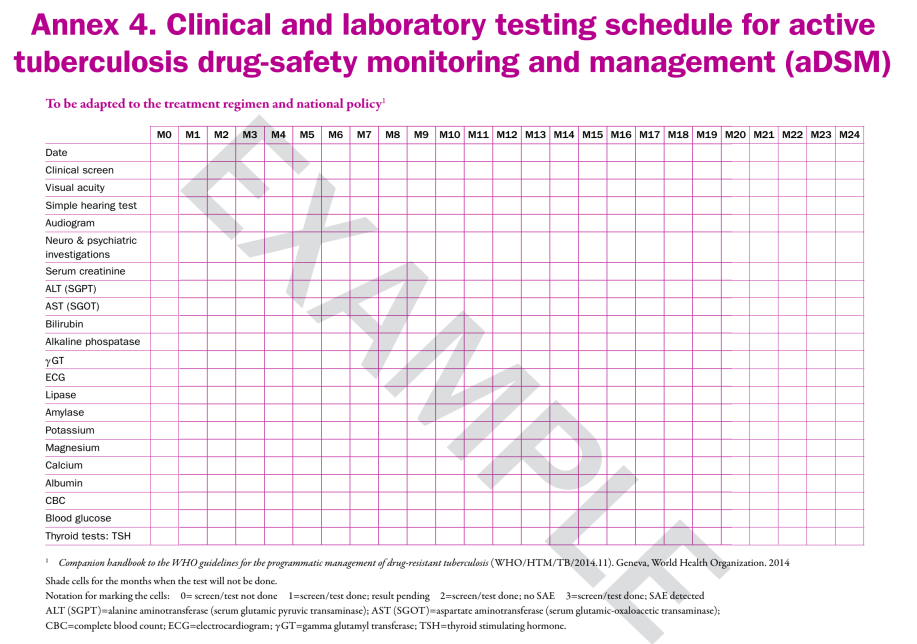 Annex 4. Clinical and laboratory testing schedule for active
tuberculosis drug-safety monitoring and management (aDSM)
To be adapted to the treatment regimen and national policy¹
M0 M1 M2 M3 M4 M5 M6 M7 M8 M9 M10 M11 M12 M13 M14 M15 M16 M17 M18 M19 M20 M21 M22 M23 M24
Date
Clinical screen
Visual acuity
Simple hearing test
Audiogram
Neuro & psychiatric
investigations
Serum creatinine
ALT (SGPT)
AST (SGOT)
Bilirubin
Alkaline phospatase
γGT
ECG
Lipase
Amylase
Potassium
Magnesium
Calcium
Albumin
CBC
Blood glucose
Thyroid tests: TSH
EXAMPLE
¹ Companion handbook to the WHO guidelines for the programmatic management of drug-resistant tuberculosis (WHO/HTM/TB/2014.11). Geneva, World Health Organization. 2014
Shade cells for the months when the test will not be done.
Notation for marking the cells: 0= screen/test not done 1=screen/test done; result pending 2=screen/test done; no SAE 3=screen/test done; SAE detected
ALT (SGPT)=alanine aminotransferase (serum glutamic pyruvic transaminase); AST (SGOT)=aspartate aminotransferase (serum glutamic-oxaloacetic transaminase);
CBC=complete blood count; ECG=electrocardiogram; γGT=gamma glutamyl transferase; TSH=thyroid stimulating hormone.